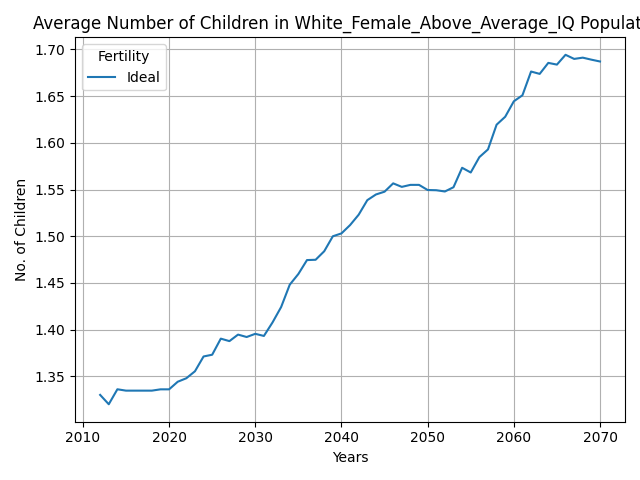 Average Number of Children in White_Female_Above_Average_IQ Populat
Fertility
Ideal
1.70
1.65
1.60
1.55
1.50
1.45
1.40
1.35
No. of Children
2010 2020 2030 2040 2050 2060 2070
Years